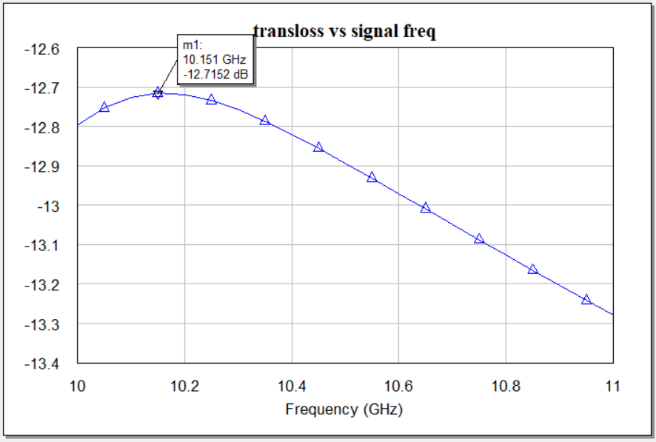 transloss vs signal freq
m1:
10.151 GHz
-12.7152 dB
-12.6
-12.7
-12.8
-12.9
-13
-13.1
-13.2
-13.3
-13.4
10 10.2 10.4 10.6 10.8 11
Frequency (GHz)